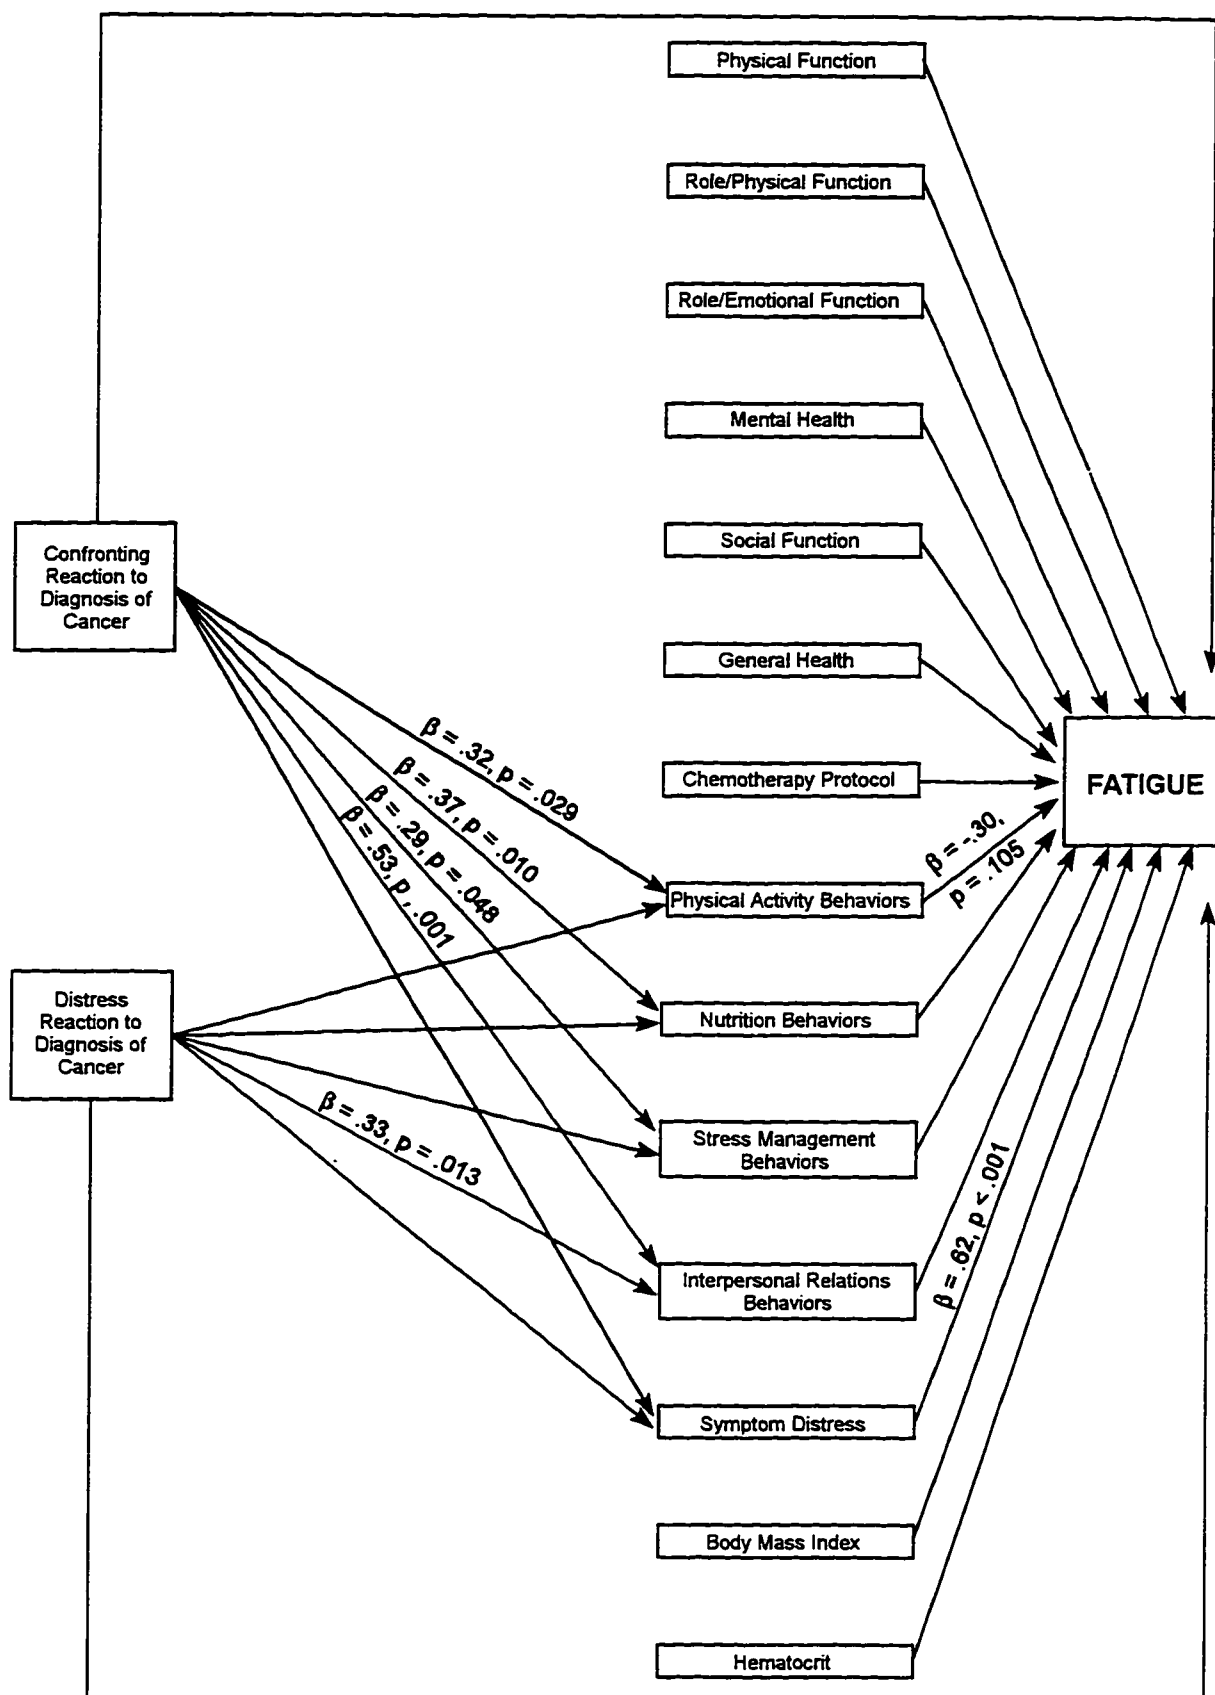 Physical Function
Role/Physical Function
Role/Emotional Function
Mental Health
Social Function
General Health
Chemotherapy Protocol
Physical Activity Behaviors
Nutrition Behaviors
Stress Management
Behaviors
Interpersonal Relations
Behaviors
Symptom Distress
Body Mass Index
Hematocrit
Confronting
Reaction to
Diagnosis of
Cancer
Distress
Reaction to
Diagnosis of
Cancer
β = .32, p = .029
β = .37, p = .010
β = .29, p = .048
β = .53, p , .001
β = .33, p = .013
β = -.30,
p = .105
β = .62, p < .001
FATIGUE